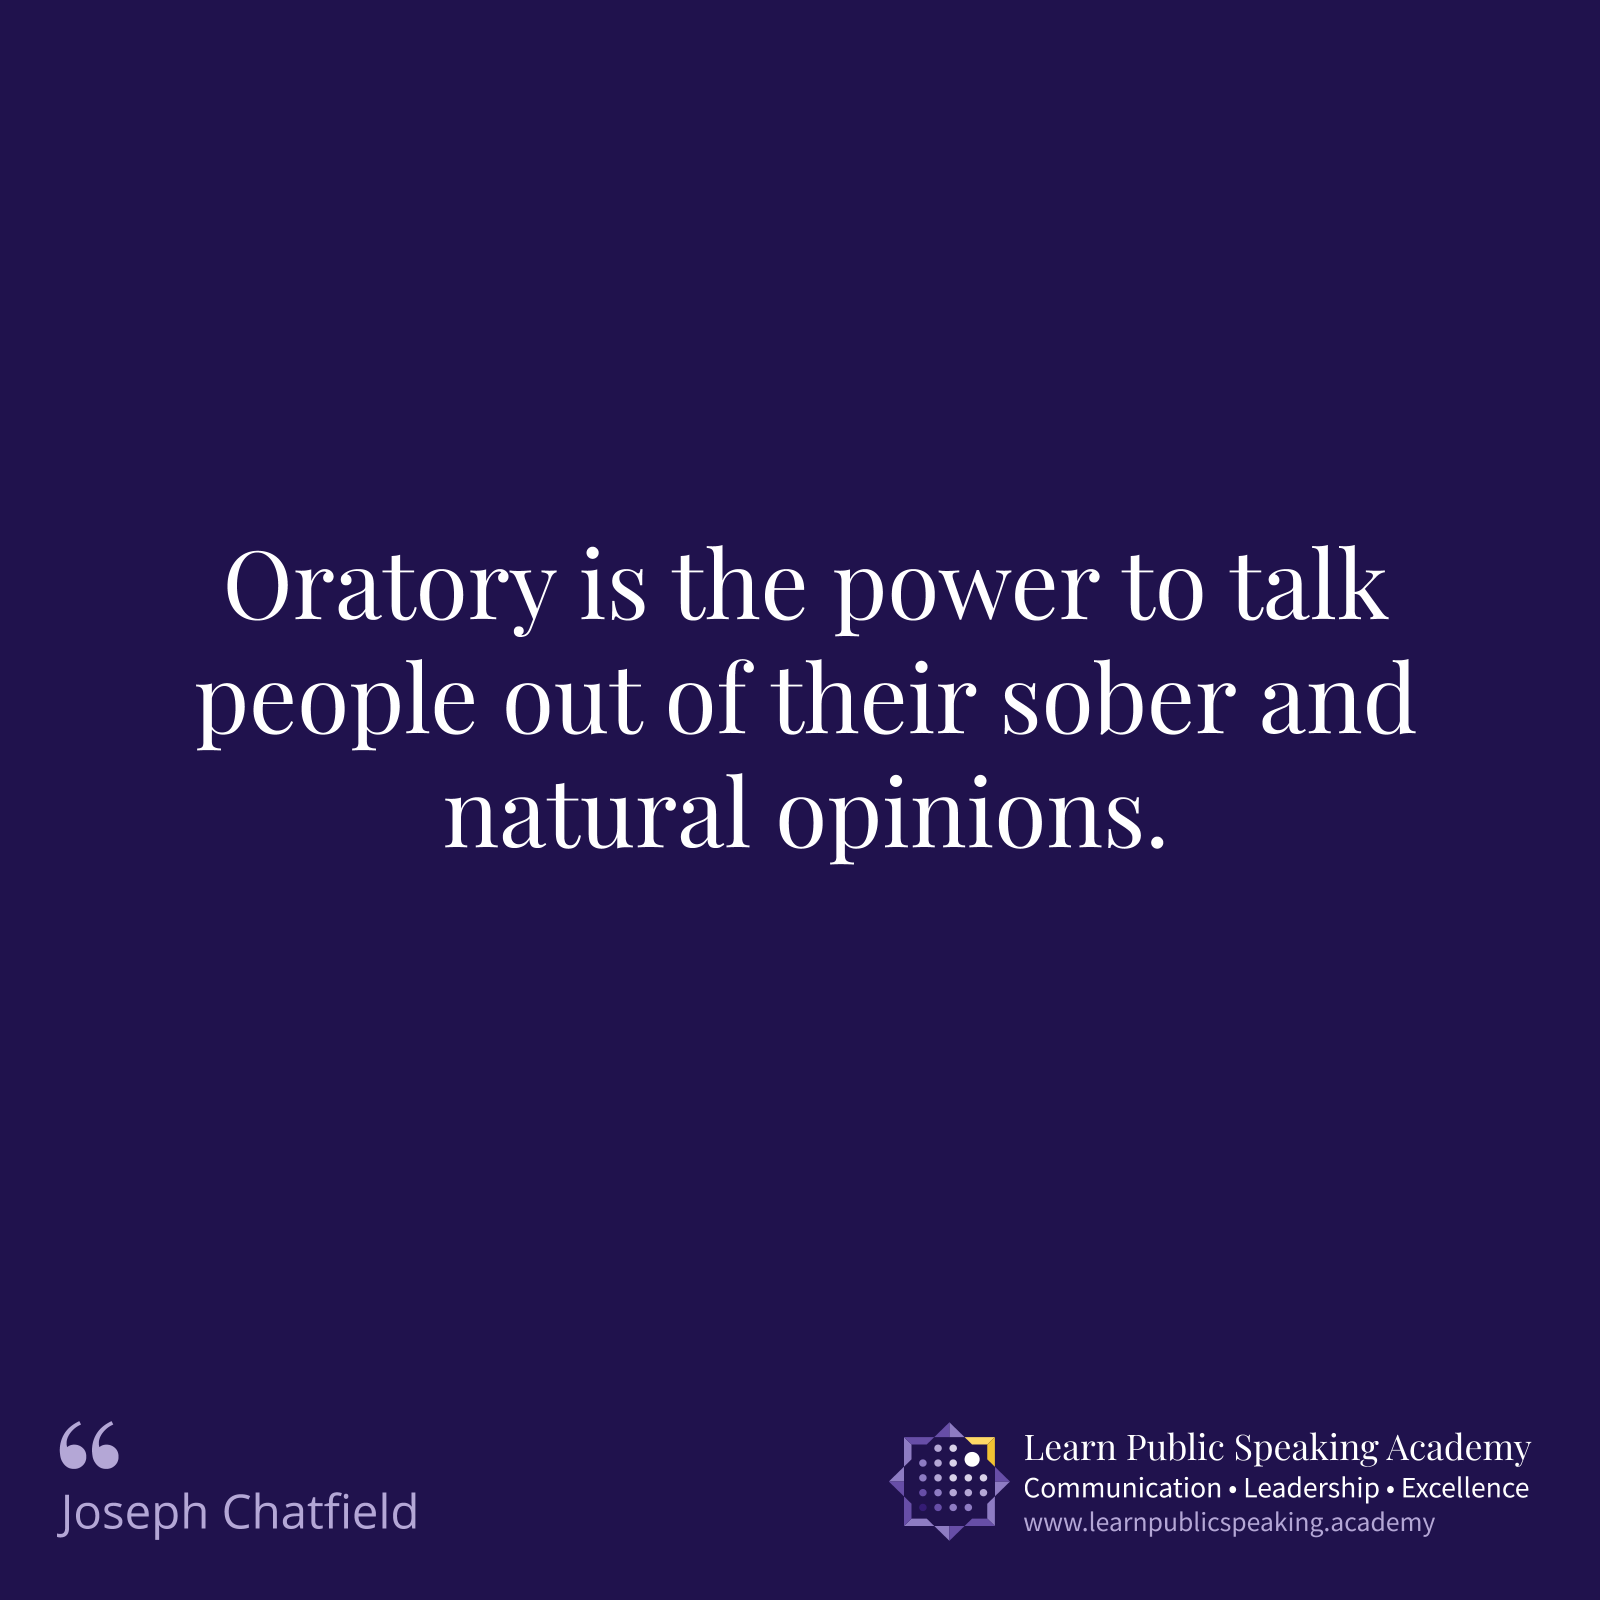 Oratory is the power to talk
people out of their sober and
natural opinions.
“
Joseph Chatfield
Learn Public Speaking Academy
Communication • Leadership • Excellence
www.learnpublicspeaking.academy